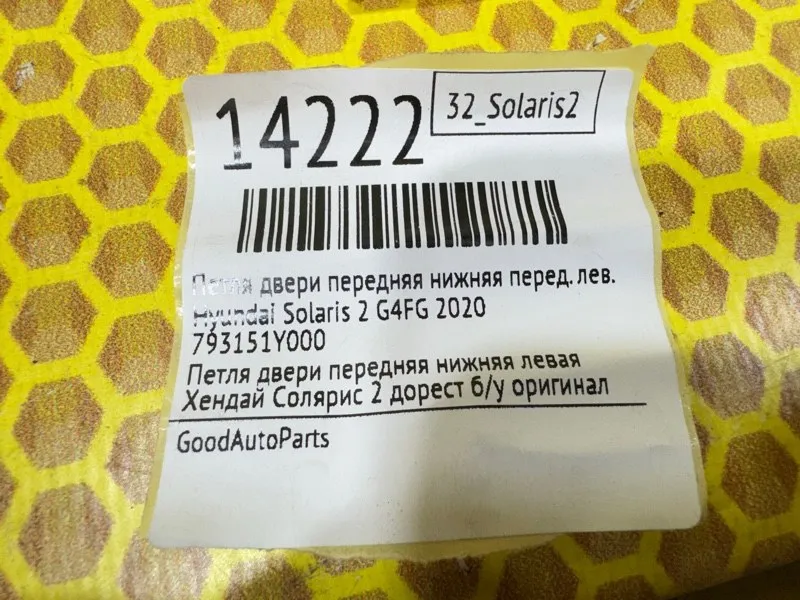 14222
32_Solaris2
Петля двери передняя нижняя перед. лев.
Hyundai Solaris 2 G4FG 2020
793151Y000
Петля двери передняя нижняя левая
Хендай Солярис 2 дорест б/у оригинал
GoodAutoParts